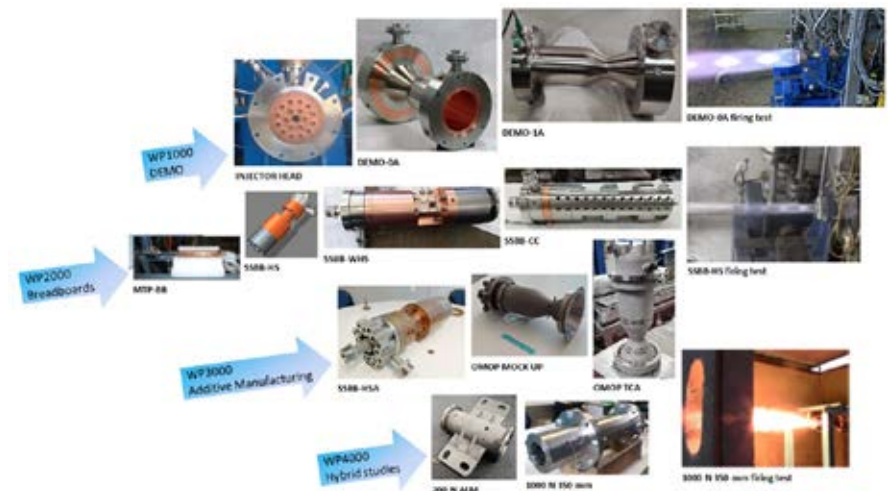 WP1000
DEMO
INJECTOR HEAD
DEMO-0A
DEMO-1A
DEMO-0A firing test
WP2000
Breadboards
MTP-BB
SSBB-HS
SSBB-WHS
SSBB-CC
SSBB-HS firing test
WP3000
Additive Manufacturing
SSBB-HSA
OMOP MOCK UP
OMOP TCA
WP4000
Hybrid studies
200 N
1000 N 350 mm
1000 N 350 mm firing test